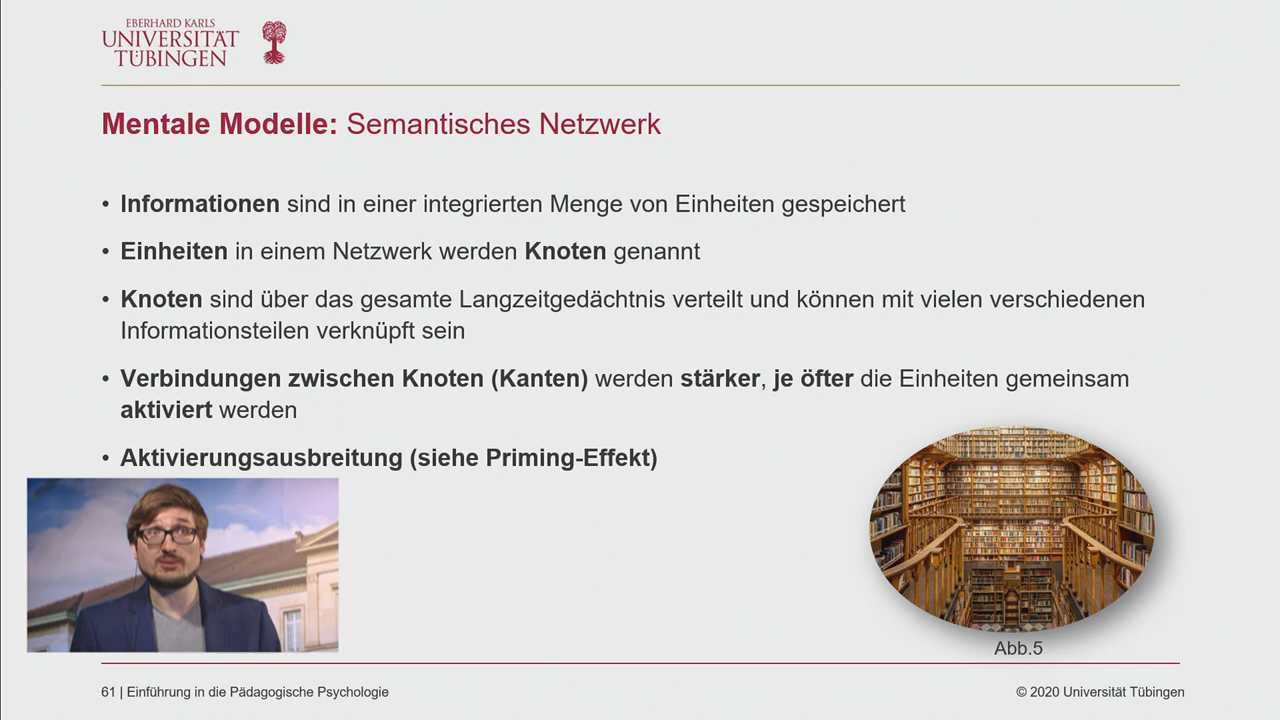 EBERHARD KARLS
UNIVERSITÄT
TÜBINGEN
Mentale Modelle: Semantisches Netzwerk
• Informationen sind in einer integrierten Menge von Einheiten gespeichert
• Einheiten in einem Netzwerk werden Knoten genannt
• Knoten sind über das gesamte Langzeitgedächtnis verteilt und können mit vielen verschiedenen
Informationsteilen verknüpft sein
• Verbindungen zwischen Knoten (Kanten) werden stärker, je öfter die Einheiten gemeinsam
aktiviert werden
• Aktivierungsausbreitung (siehe Priming-Effekt)
Abb.5
61 | Einführung in die Pädagogische Psychologie
© 2020 Universität Tübingen